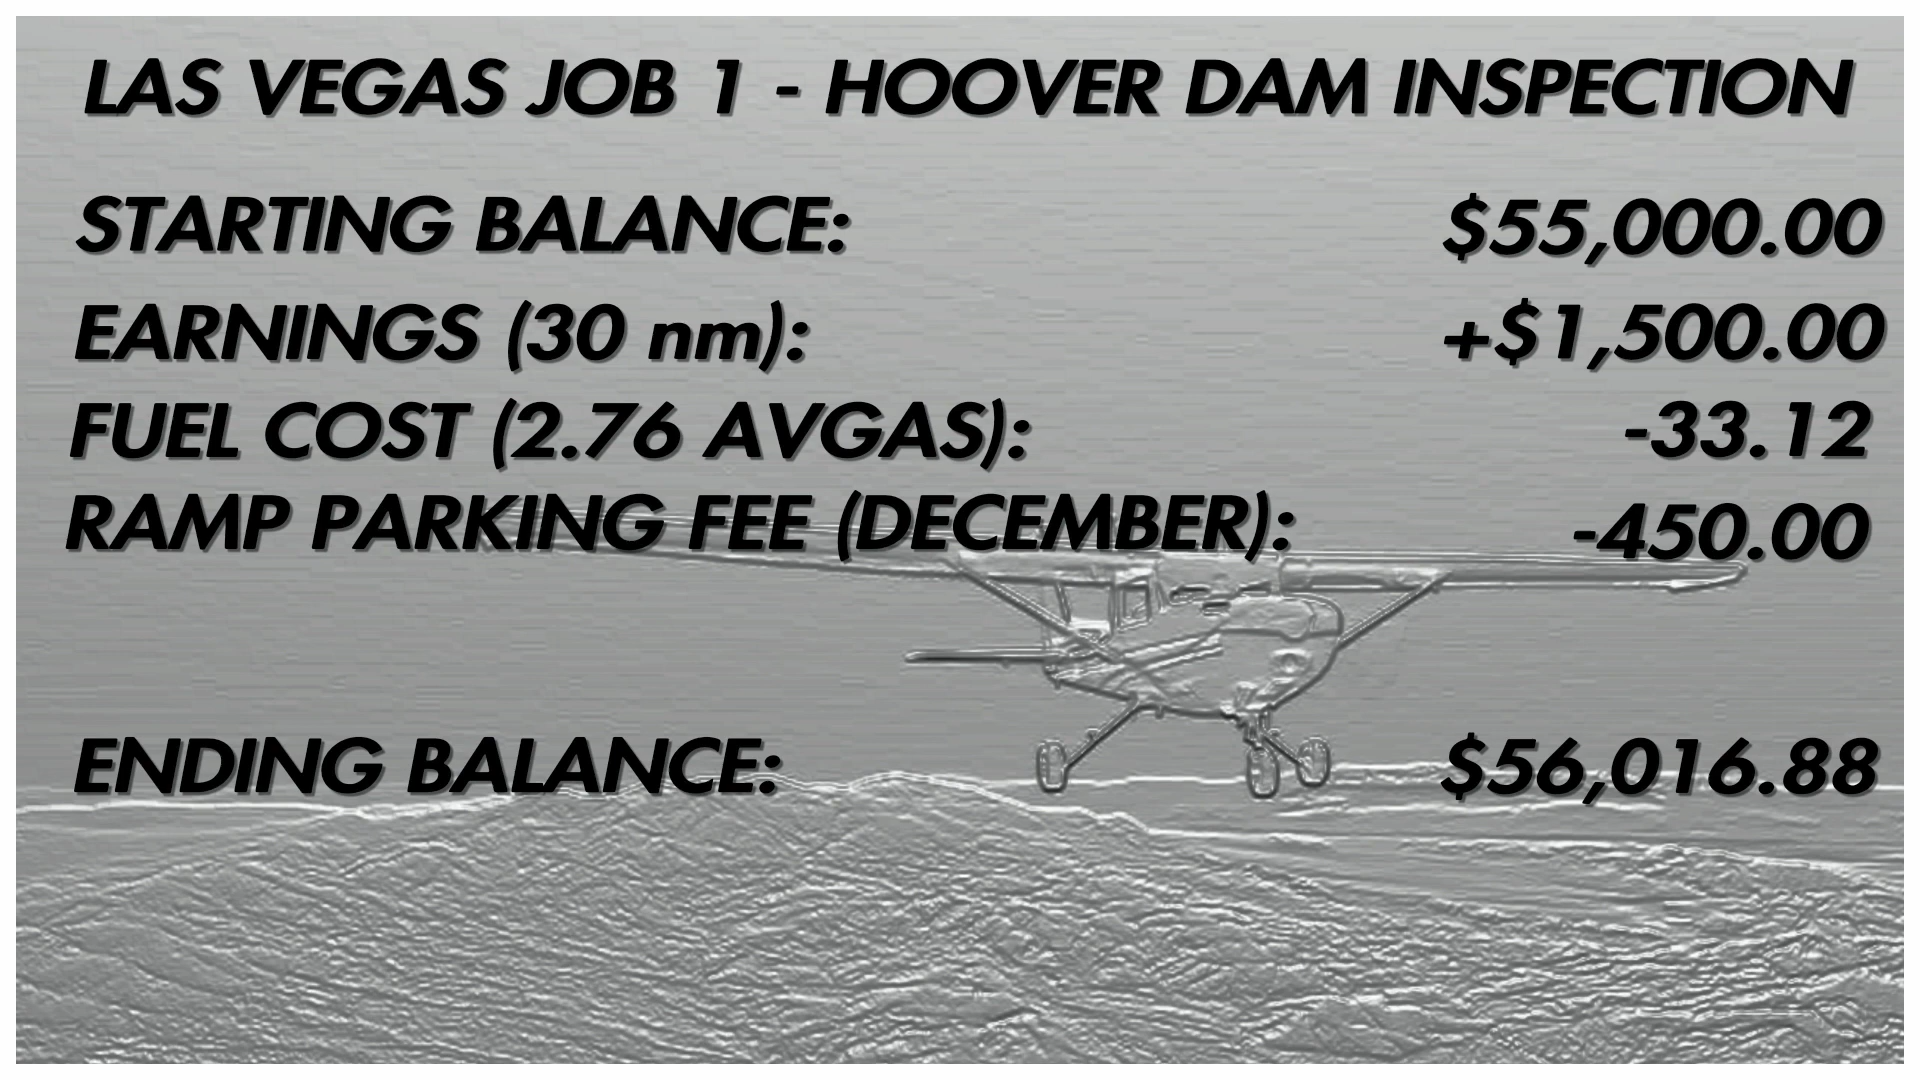 LAS VEGAS JOB 1 - HOOVER DAM INSPECTION
STARTING BALANCE: $55,000.00
EARNINGS (30 nm): +$1,500.00
FUEL COST (2.76 AVGAS): -33.12
RAMP PARKING FEE (DECEMBER): -450.00
ENDING BALANCE: $56,016.88